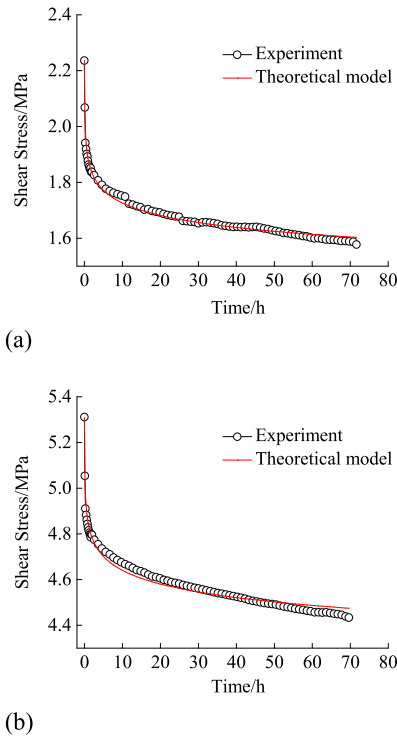 2.4
2.2
2.0
1.8
1.6
Shear Stress/MPa
Experiment
Theoretical model
0 10 20 30 40 50 60 70 80
Time/h
(a)
5.4
5.2
5.0
4.8
4.6
4.4
Shear Stress/MPa
Experiment
Theoretical model
0 10 20 30 40 50 60 70 80
Time/h
(b)